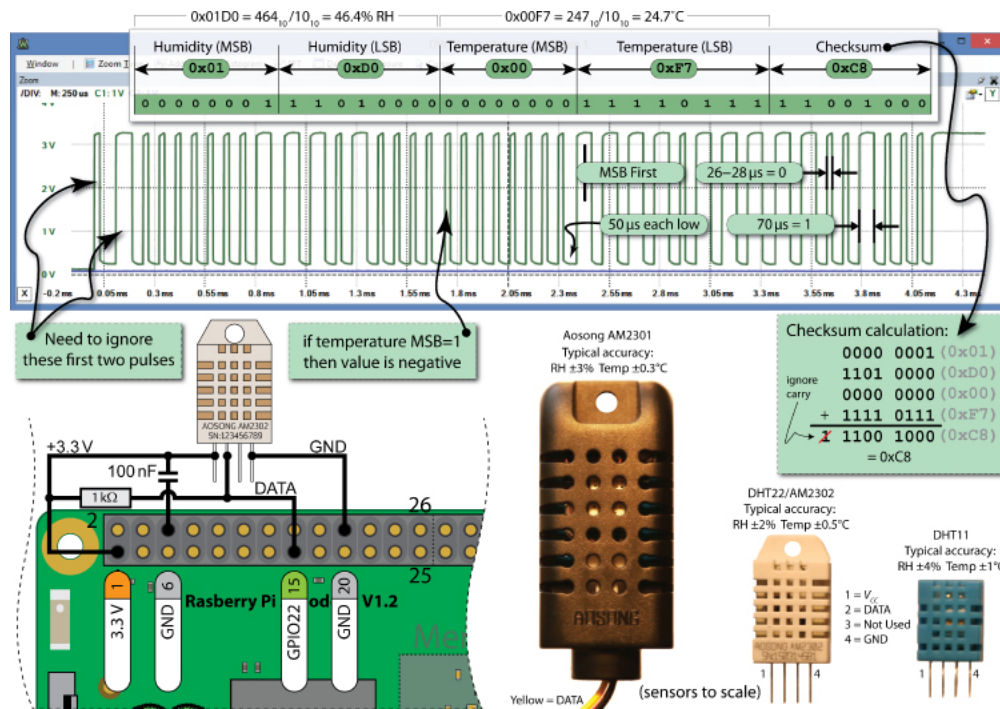 0x01D0 = 464₁₀/10₁₀ = 46.4% RH
0x00F7 = 247₁₀/10₁₀ = 24.7°C
Humidity (MSB) Humidity (LSB) Temperature (MSB) Temperature (LSB) Checksum
0x01 0xD0 0x00 0xF7 0xC8
0 0 0 0 0 0 0 1 1 1 0 1 0 0 0 0 0 0 0 0 0 0 0 0 1 1 1 1 0 1 1 1 1 1 0 0 1 0 0 0
Window
Zoom
Zoom
/DIV: M: 250 us C1: 1 V
Y
3 V
2 V
1 V
0 V
MSB First
26–28 µs = 0
50 µs each low
70 µs = 1
X
-0.2 ms 0.05 ms 0.3 ms 0.55 ms 0.8 ms 1.05 ms 1.3 ms 1.55 ms 1.8 ms 2.05 ms 2.3 ms 2.55 ms 2.8 ms 3.05 ms 3.3 ms 3.55 ms 3.8 ms 4.05 ms 4.3 ms
Need to ignore
these first two pulses
if temperature MSB=1
then value is negative
AOSONG AM2302
SN:123456789
+3.3 V
100 nF
1 kΩ
GND
DATA
2
26
25
1
3.3 V
6
GND
15
GPIO22
20
GND
Rasberry Pi
od
V1.2
Me
Aosong AM2301
Typical accuracy:
RH ±3% Temp ±0.3°C
AOSONG
Yellow = DATA
(sensors to scale)
Checksum calculation:
0000 0001 (0x01)
1101 0000 (0xD0)
0000 0000 (0x00)
+ 1111 0111 (0xF7)
1 1100 1000 (0xC8)
= 0xC8
ignore
carry
DHT22/AM2302
Typical accuracy:
RH ±2% Temp ±0.5°C
AOSONG AM2302
1 4
1 = VCC
2 = DATA
3 = Not Used
4 = GND
DHT11
Typical accuracy:
RH ±4% Temp ±1°C
1 4